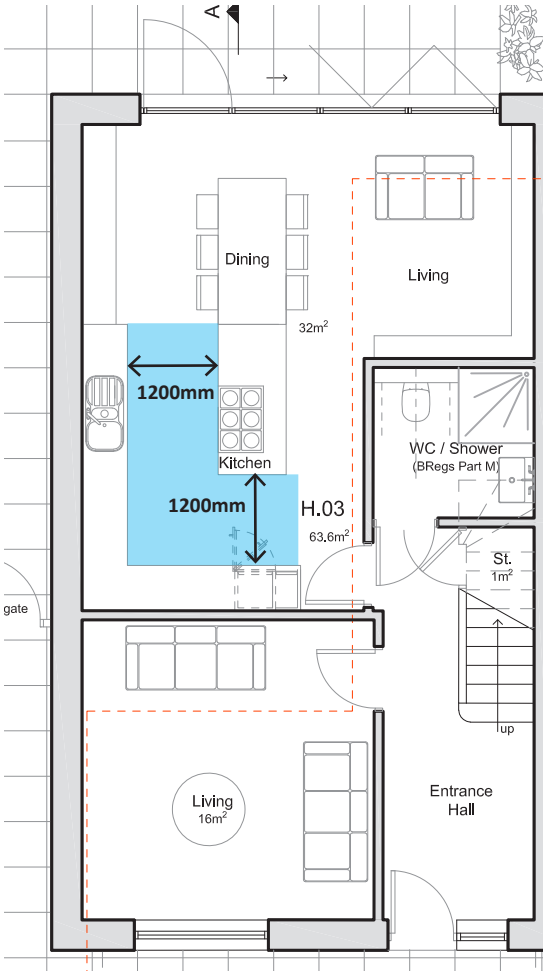 A
Dining
Living
32m²
1200mm
WC / Shower
(BRegs Part M)
Kitchen
1200mm
H.03
63.6m²
St.
1m²
gate
up
Living
16m²
Entrance
Hall